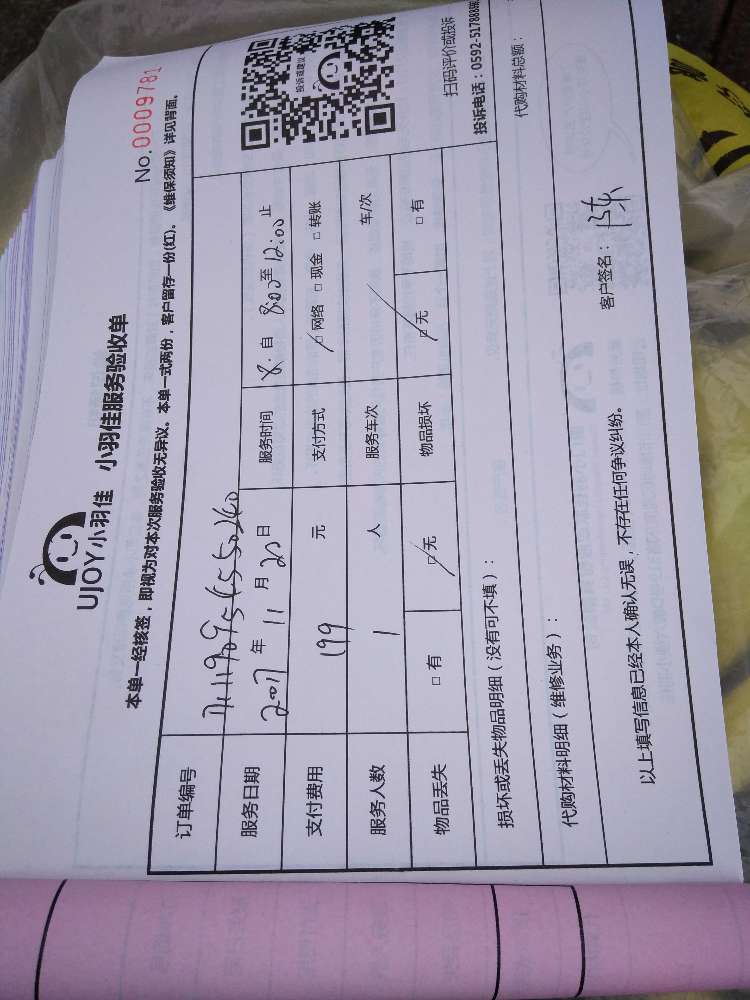 UJOY小羽佳 小羽佳服务验收单
No.0009781
本单一经核签，即视为对本次服务验收无异议。本单一式两份，客户留存一份(红)。《维保须知》详见背面。
订单编号
服务日期 2017年 11月 20日 服务时间 自 8:00 至 12:00 止
支付费用 199 元 支付方式 □网络 □现金 □转账
服务人数 1 人 服务车次 车/次
物品丢失 □有 □无 物品损坏 □无 □有
投诉或建议
扫码评价或投诉
投诉电话：0592-517888
损坏或丢失物品明细（没有可不填）：
代购材料明细（维修业务）： 代购材料总额：
以上填写信息已经本人确认无误，不存在任何争议纠纷。 客户签名：